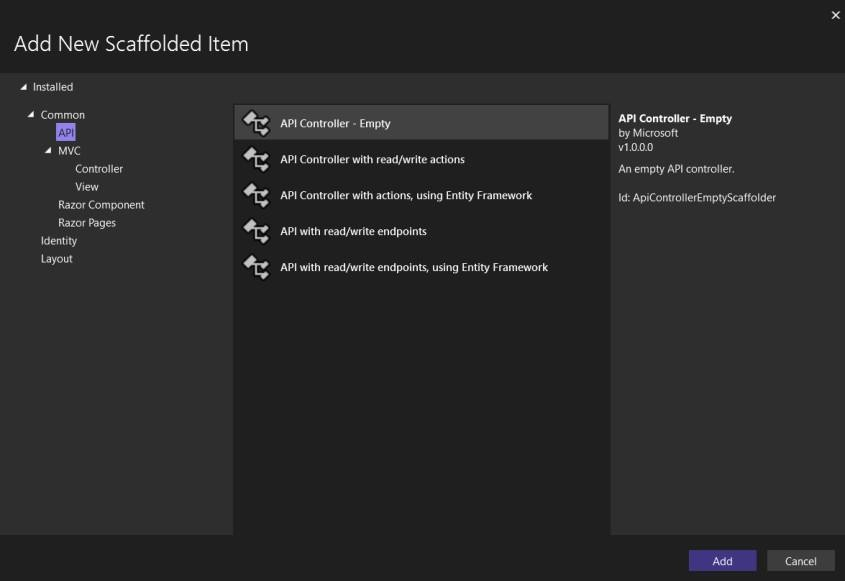 Add New Scaffolded Item
Installed
Common
API
MVC
Controller
View
Razor Component
Razor Pages
Identity
Layout
API Controller - Empty
API Controller with read/write actions
API Controller with actions, using Entity Framework
API with read/write endpoints
API with read/write endpoints, using Entity Framework
API Controller - Empty
by Microsoft
v1.0.0.0
An empty API controller.
Id: ApiControllerEmptyScaffolder
Add
Cancel